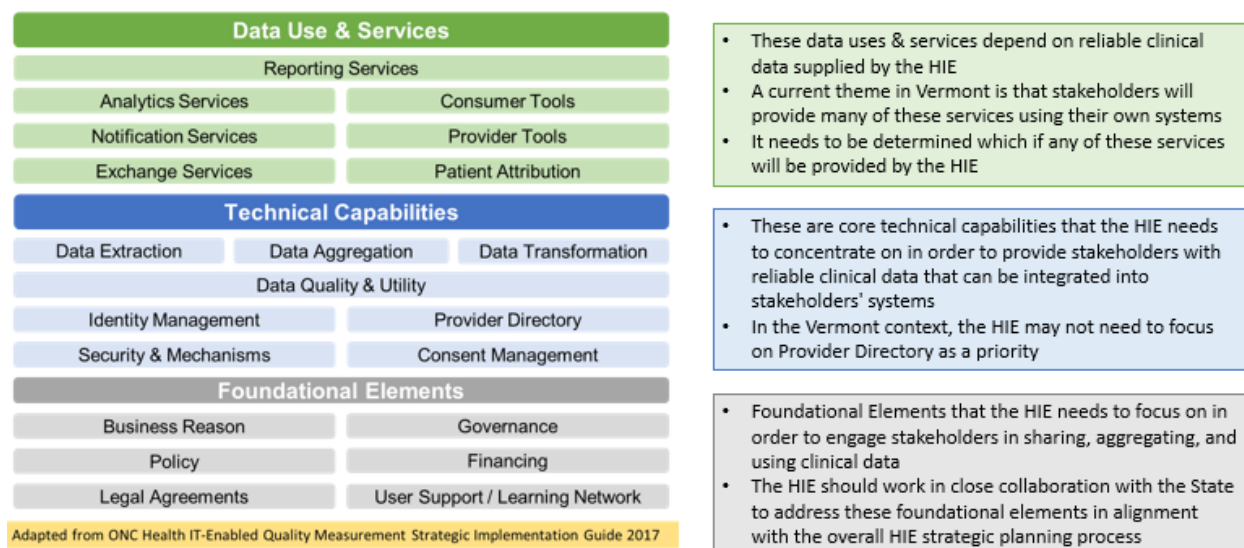 Data Use & Services
Reporting Services
Analytics Services
Consumer Tools
Notification Services
Provider Tools
Exchange Services
Patient Attribution
Technical Capabilities
Data Extraction
Data Aggregation
Data Transformation
Data Quality & Utility
Identity Management
Provider Directory
Security & Mechanisms
Consent Management
Foundational Elements
Business Reason
Governance
Policy
Financing
Legal Agreements
User Support / Learning Network
Adapted from ONC Health IT-Enabled Quality Measurement Strategic Implementation Guide 2017
• These data uses & services depend on reliable clinical
data supplied by the HIE
• A current theme in Vermont is that stakeholders will
provide many of these services using their own systems
• It needs to be determined which if any of these services
will be provided by the HIE
• These are core technical capabilities that the HIE needs
to concentrate on in order to provide stakeholders with
reliable clinical data that can be integrated into
stakeholders' systems
• In the Vermont context, the HIE may not need to focus
on Provider Directory as a priority
• Foundational Elements that the HIE needs to focus on in
order to engage stakeholders in sharing, aggregating, and
using clinical data
• The HIE should work in close collaboration with the State
to address these foundational elements in alignment
with the overall HIE strategic planning process